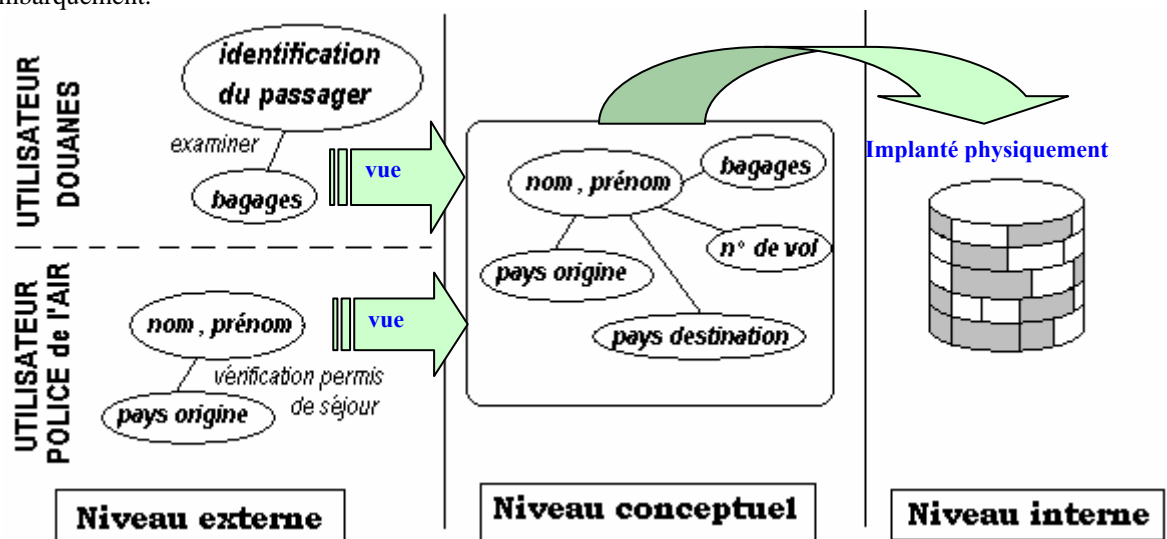 mbarquement.
UTILISATEUR
DOUANES
identification
du passager
examiner
bagages
vue
UTILISATEUR
POLICE de l'AIR
nom , prénom
vérification permis
de séjour
pays origine
vue
Niveau externe
nom , prénom
bagages
n° de vol
pays origine
pays destination
Niveau conceptuel
Implanté physiquement
Niveau interne